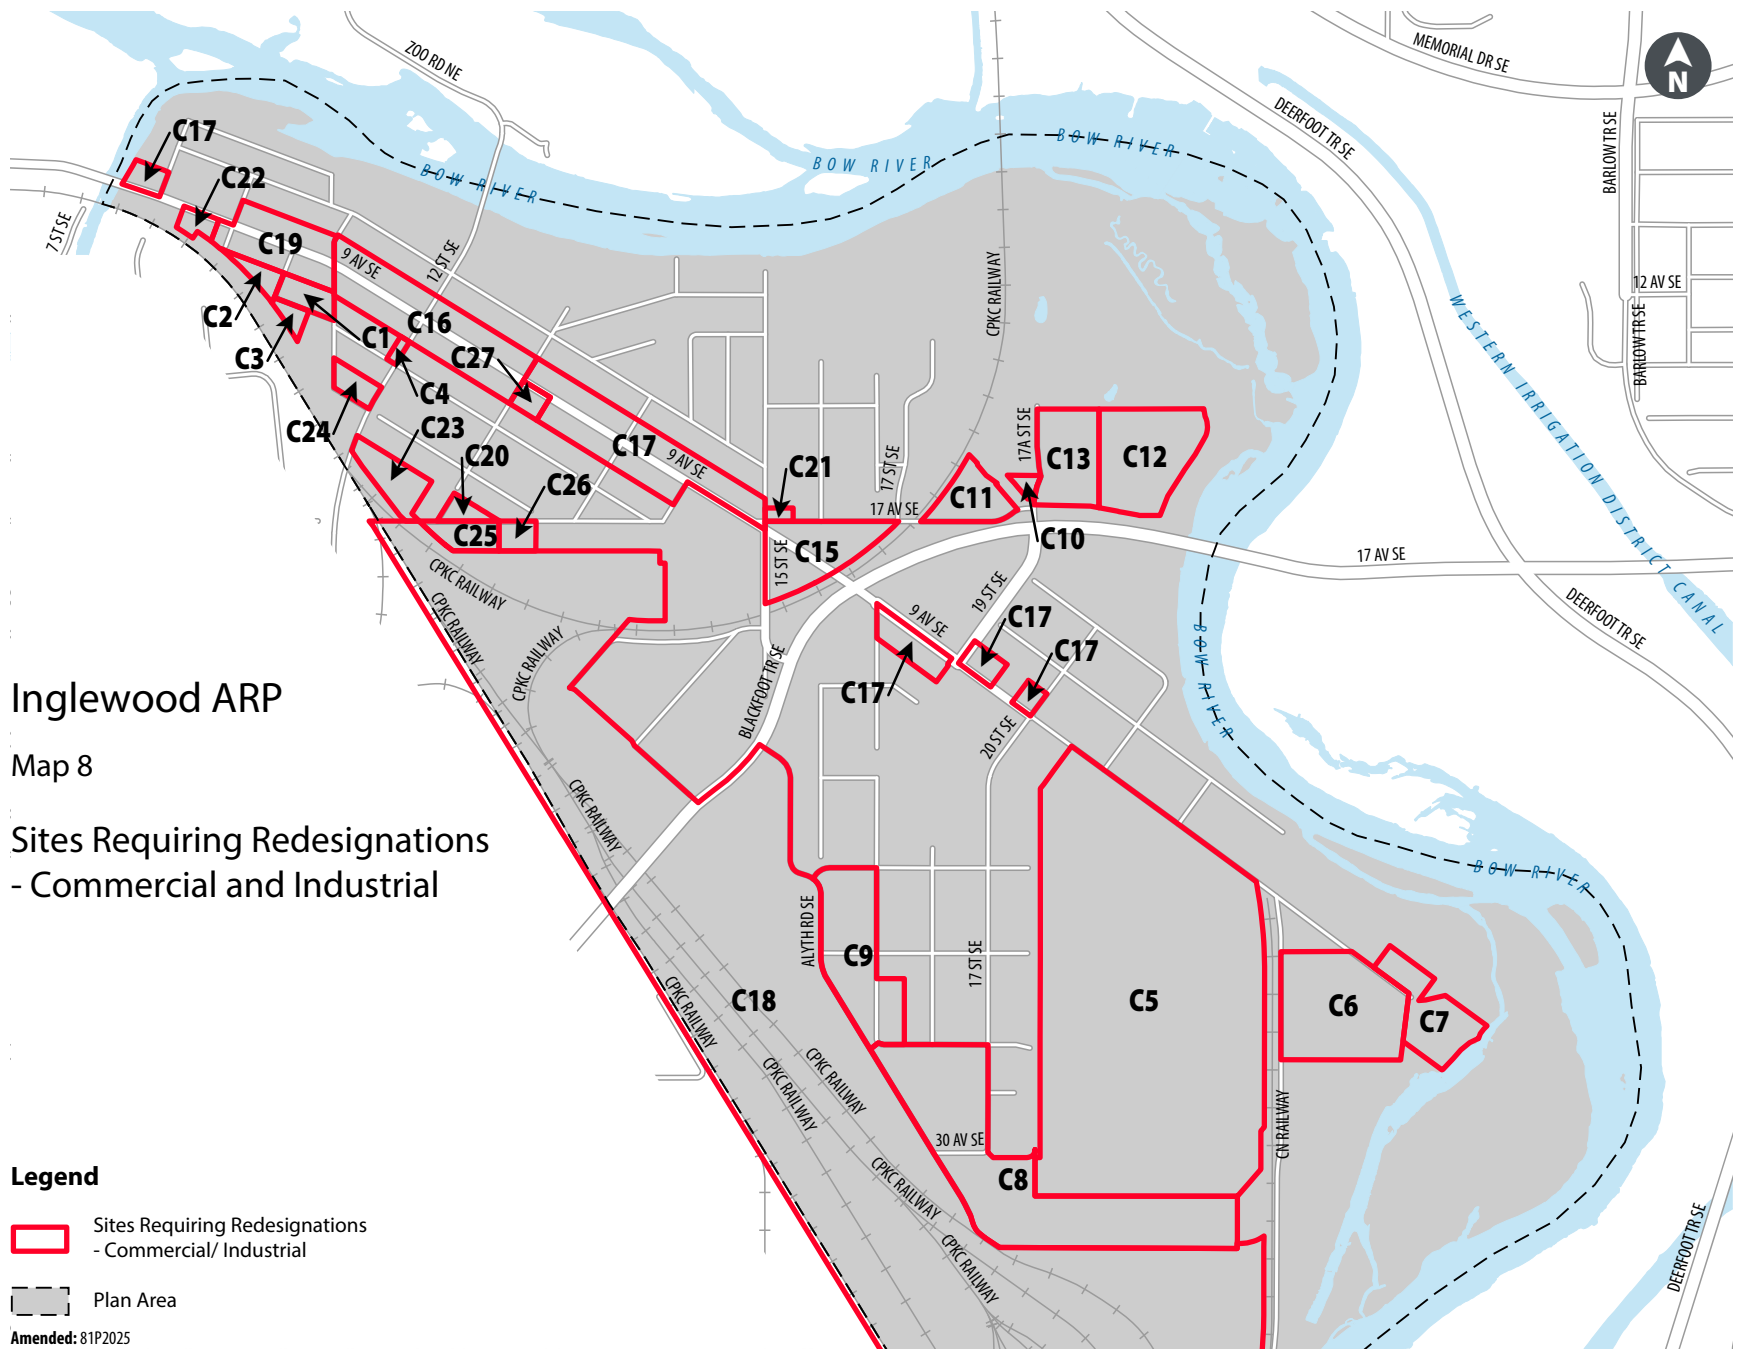 ZOO RD NE
MEMORIAL DR SE
N
DEERFOOT TR SE
BARLOW TR SE
BOW RIVER
BOW RIVER
BOW RIVER
C17
C22
7 ST SE
C19
9 AV SE
12 ST SE
CPKC RAILWAY
12 AV SE
BARLOW TR SE
WESTERN IRRIGATION DISTRICT CANAL
C2
C1
C16
C3
C27
C4
C24
C23
C17
9 AV SE
C20
C26
C21
17 ST SE
17A ST SE
C13
C12
C11
17 AV SE
C25
C15
15 ST SE
C10
17 AV SE
DEERFOOT TR SE
CPKC RAILWAY
CPKC RAILWAY
CPKC RAILWAY
9 AV SE
19 ST SE
C17
C17
C17
BOW RIVER
BLACKFOOT TR SE
20 ST SE
Inglewood ARP
Map 8
Sites Requiring Redesignations
- Commercial and Industrial
CPKC RAILWAY
BOW RIVER
ALYTH RD SE
C9
17 ST SE
C18
C5
C6
C7
CPKC RAILWAY
CPKC RAILWAY
CPKC RAILWAY
CN RAILWAY
30 AV SE
C8
CPKC RAILWAY
CPKC RAILWAY
DEERFOOT TR SE
Legend
Sites Requiring Redesignations
- Commercial/ Industrial
Plan Area
Amended: 81P2025